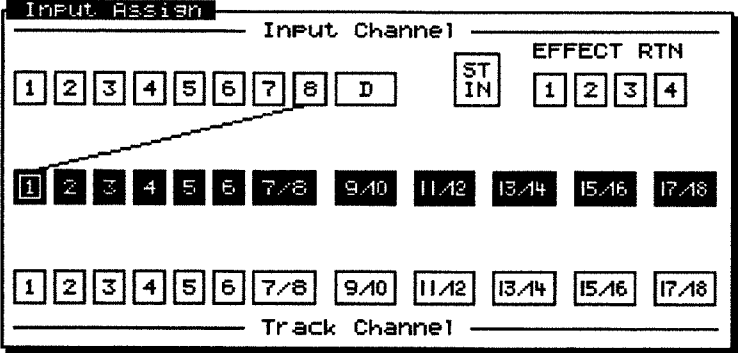 Input Assign
Input Channel
EFFECT RTN
1 2 3 4 5 6 7 8 D ST IN 1 2 3 4
1 2 3 4 5 6 7/8 9/10 11/12 13/14 15/16 17/18
1 2 3 4 5 6 7/8 9/10 11/12 13/14 15/16 17/18
Track Channel